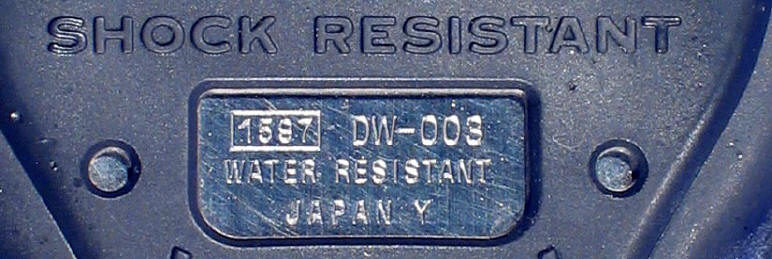 SHOCK RESISTANT
1597 DW-003
WATER RESISTANT
JAPAN Y